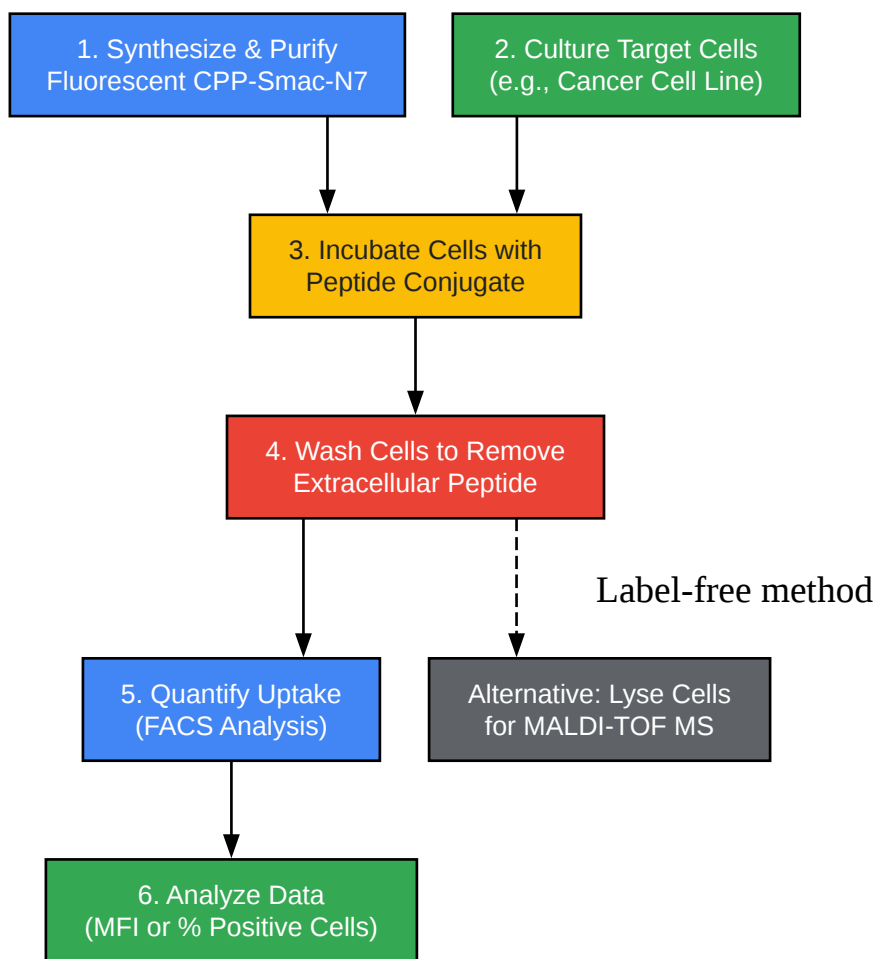 1. Synthesize & Purify
Fluorescent CPP-Smac-N7
2. Culture Target Cells
(e.g., Cancer Cell Line)
3. Incubate Cells with
Peptide Conjugate
4. Wash Cells to Remove
Extracellular Peptide
Label-free method
5. Quantify Uptake
(FACS Analysis)
Alternative: Lyse Cells
for MALDI-TOF MS
6. Analyze Data
(MFI or % Positive Cells)